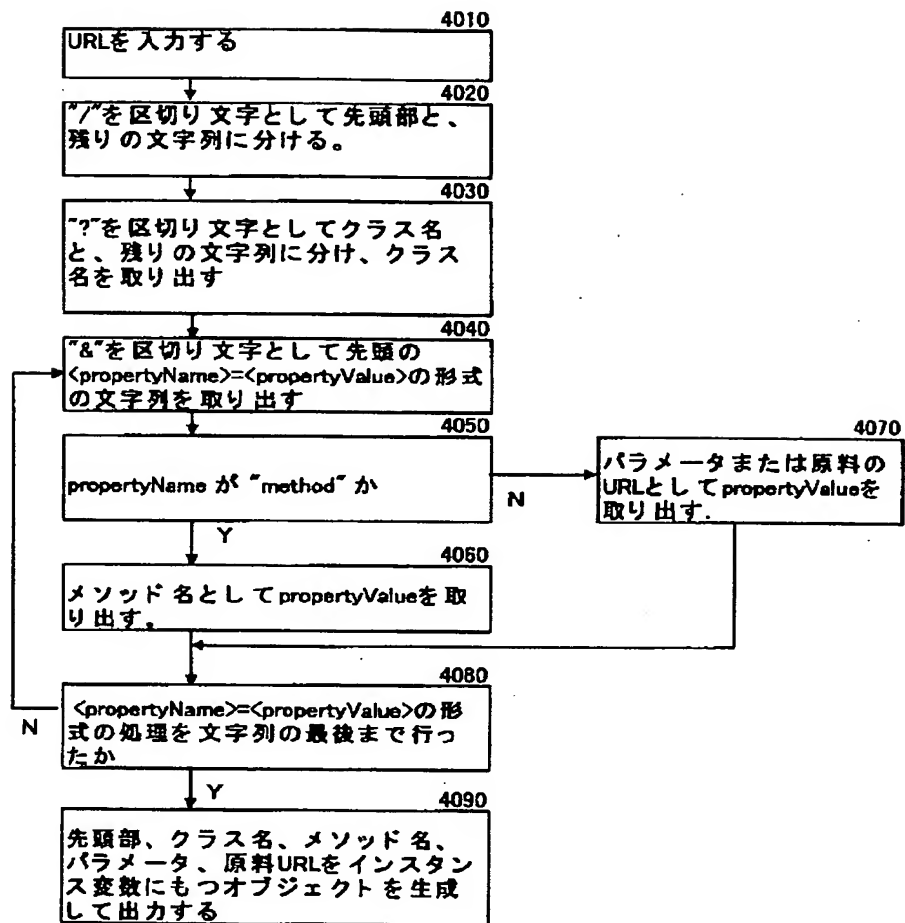 4010
URLを入力する
4020
"/"を区切り文字として先頭部と、
残りの文字列に分ける。
4030
"?"を区切り文字としてクラス名
と、残りの文字列に分け、クラス
名を取り出す
4040
"&"を区切り文字として先頭の
<propertyName>=<propertyValue>の形式
の文字列を取り出す
4050
propertyName が "method" か
N
Y
4070
パラメータまたは原料の
URLとしてpropertyValueを
取り出す.
4060
メソッド名としてpropertyValueを取
り出す。
4080
<propertyName>=<propertyValue>の形
式の処理を文字列の最後まで行っ
たか
N
Y
4090
先頭部、クラス名、メソッド名、
パラメータ、原料URLをインスタン
ス変数にもつオブジェクトを生成
して出力する